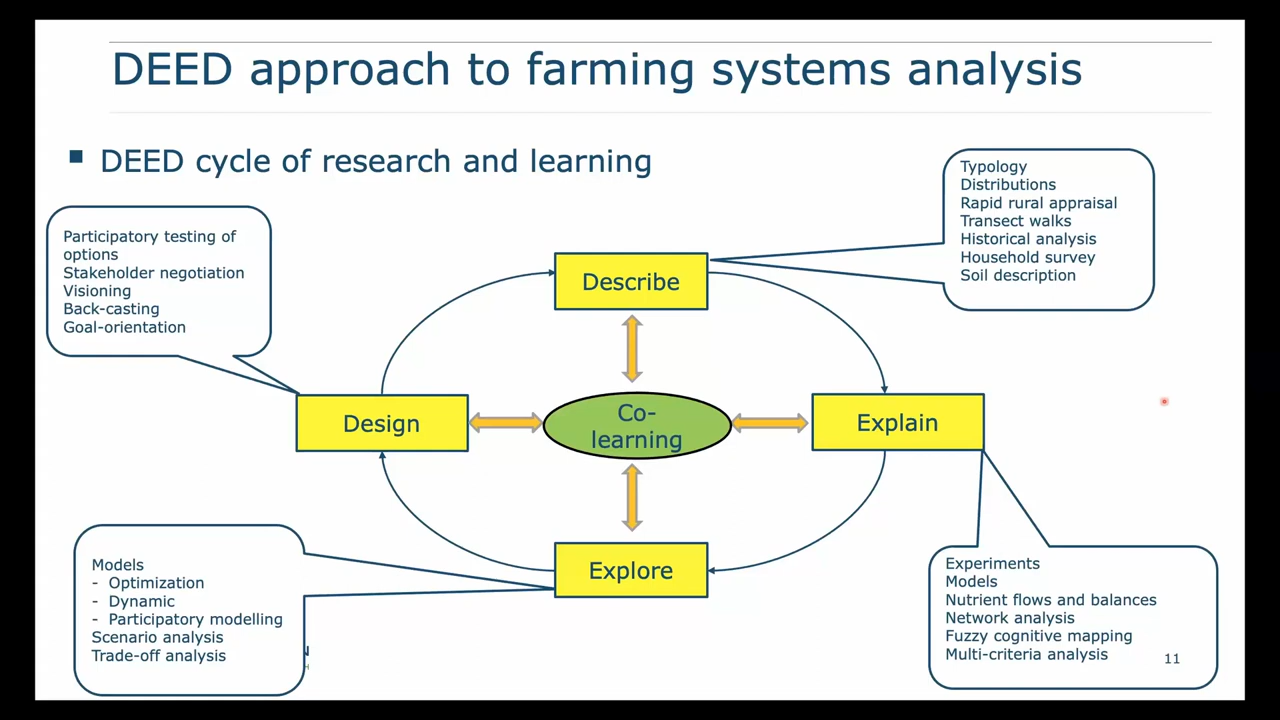 DEED approach to farming systems analysis
DEED cycle of research and learning
Typology
Distributions
Rapid rural appraisal
Transect walks
Historical analysis
Household survey
Soil description
Participatory testing of
options
Stakeholder negotiation
Visioning
Back-casting
Goal-orientation
Describe
Design
Co-
learning
Explain
Explore
Models
- Optimization
- Dynamic
- Participatory modelling
Scenario analysis
Trade-off analysis
Experiments
Models
Nutrient flows and balances
Network analysis
Fuzzy cognitive mapping
Multi-criteria analysis
11